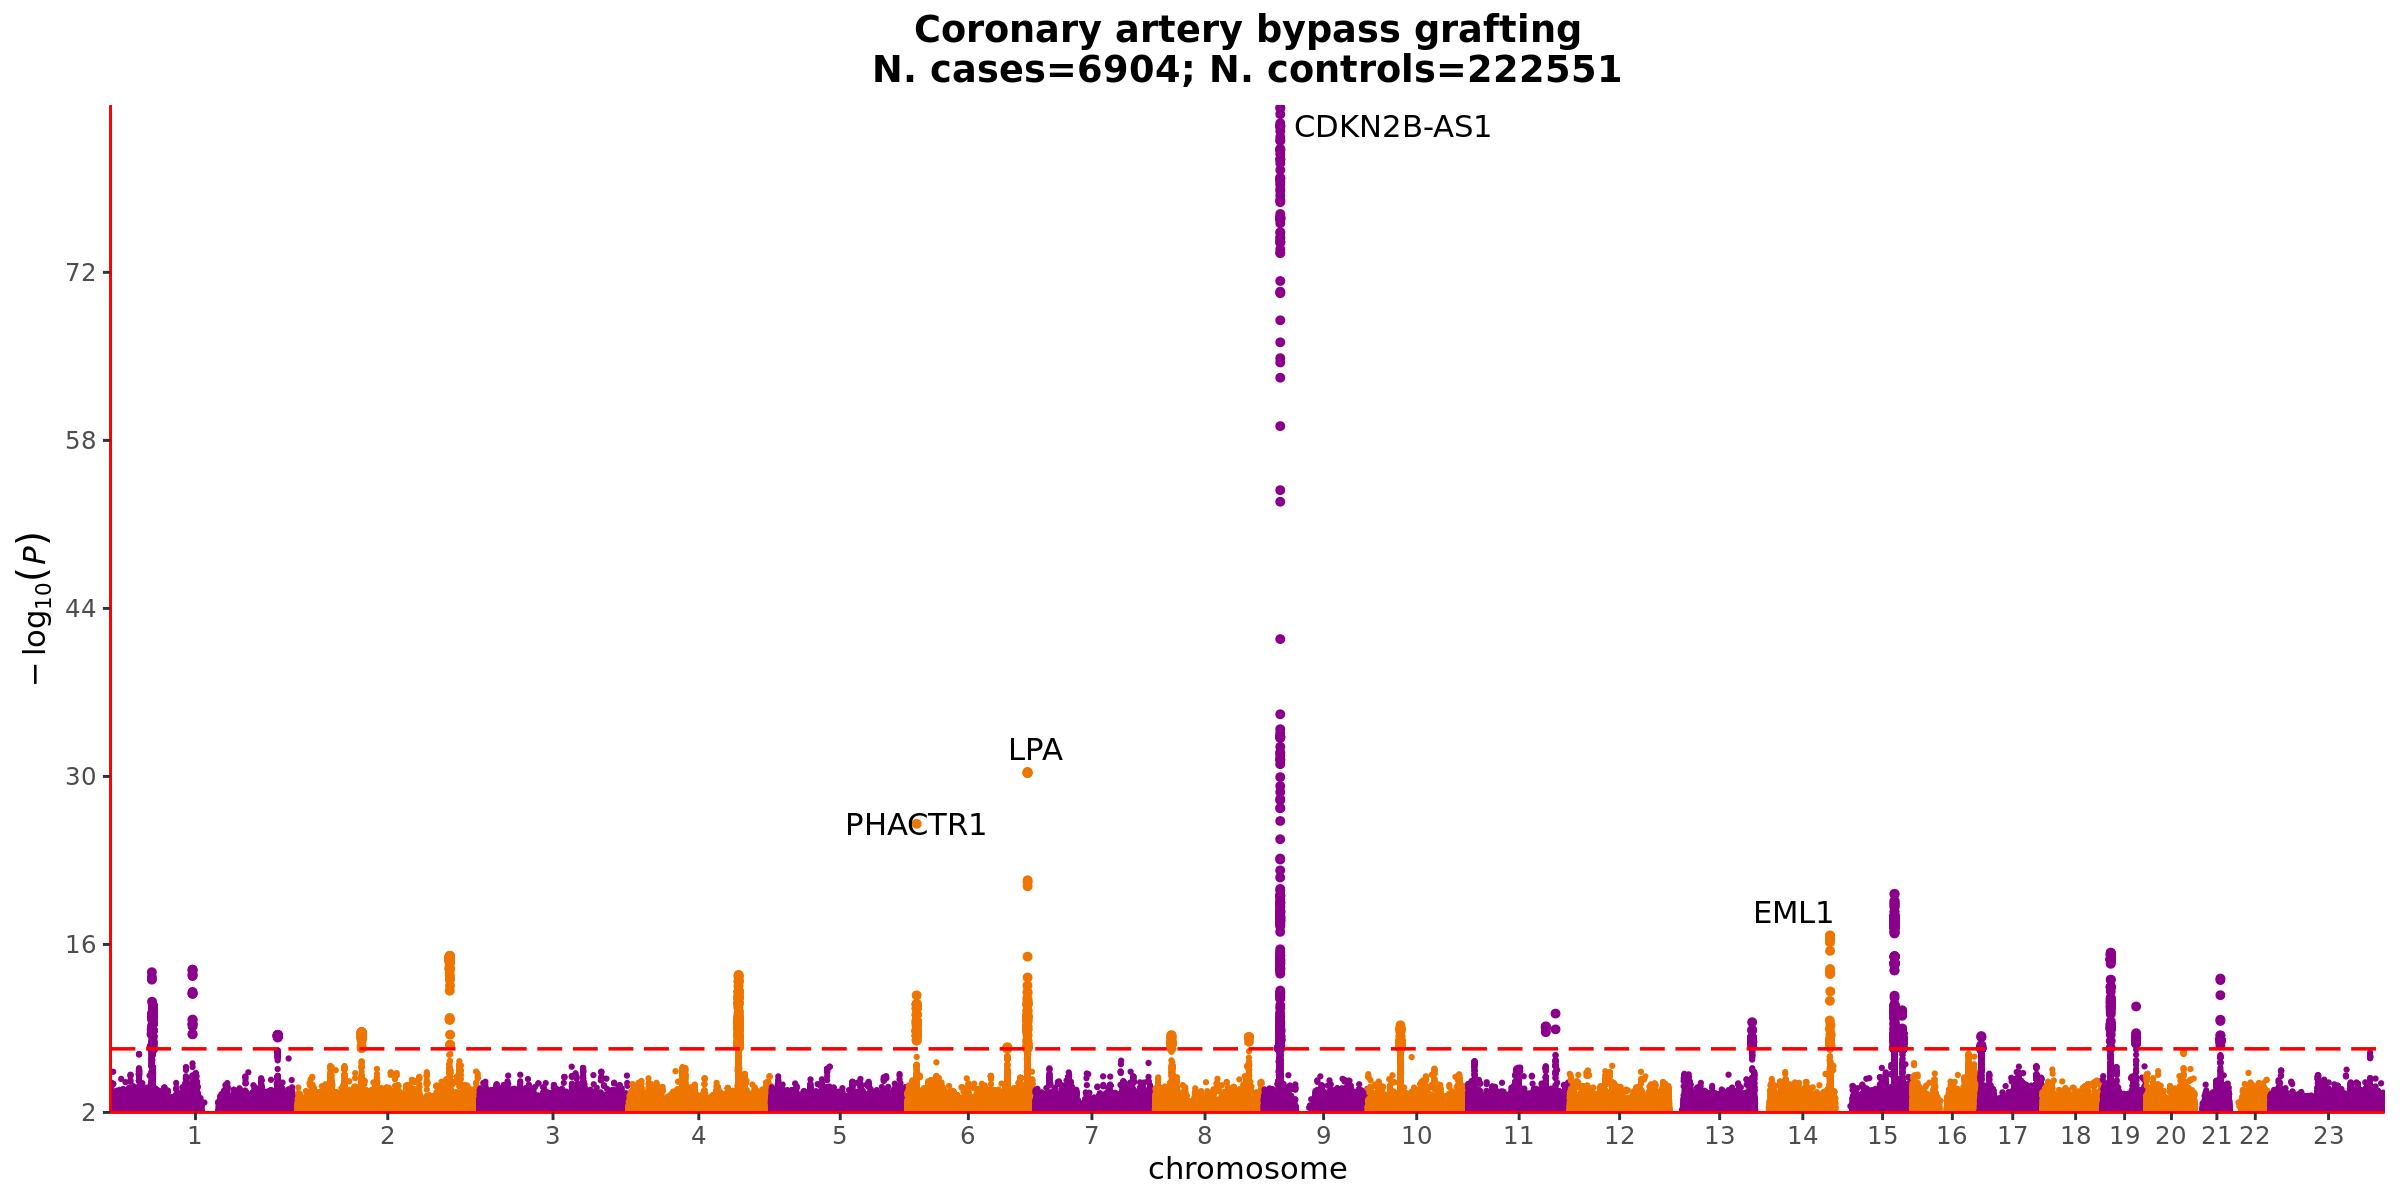 Coronary artery bypass grafting
N. cases=6904; N. controls=222551
CDKN2B-AS1
72
58
44
− log10(P)
30
LPA
PHACTR1
EML1
16
2
1 2 3 4 5 6 7 8 9 10 11 12 13 14 15 16 17 18 19 20 21 22 23
chromosome